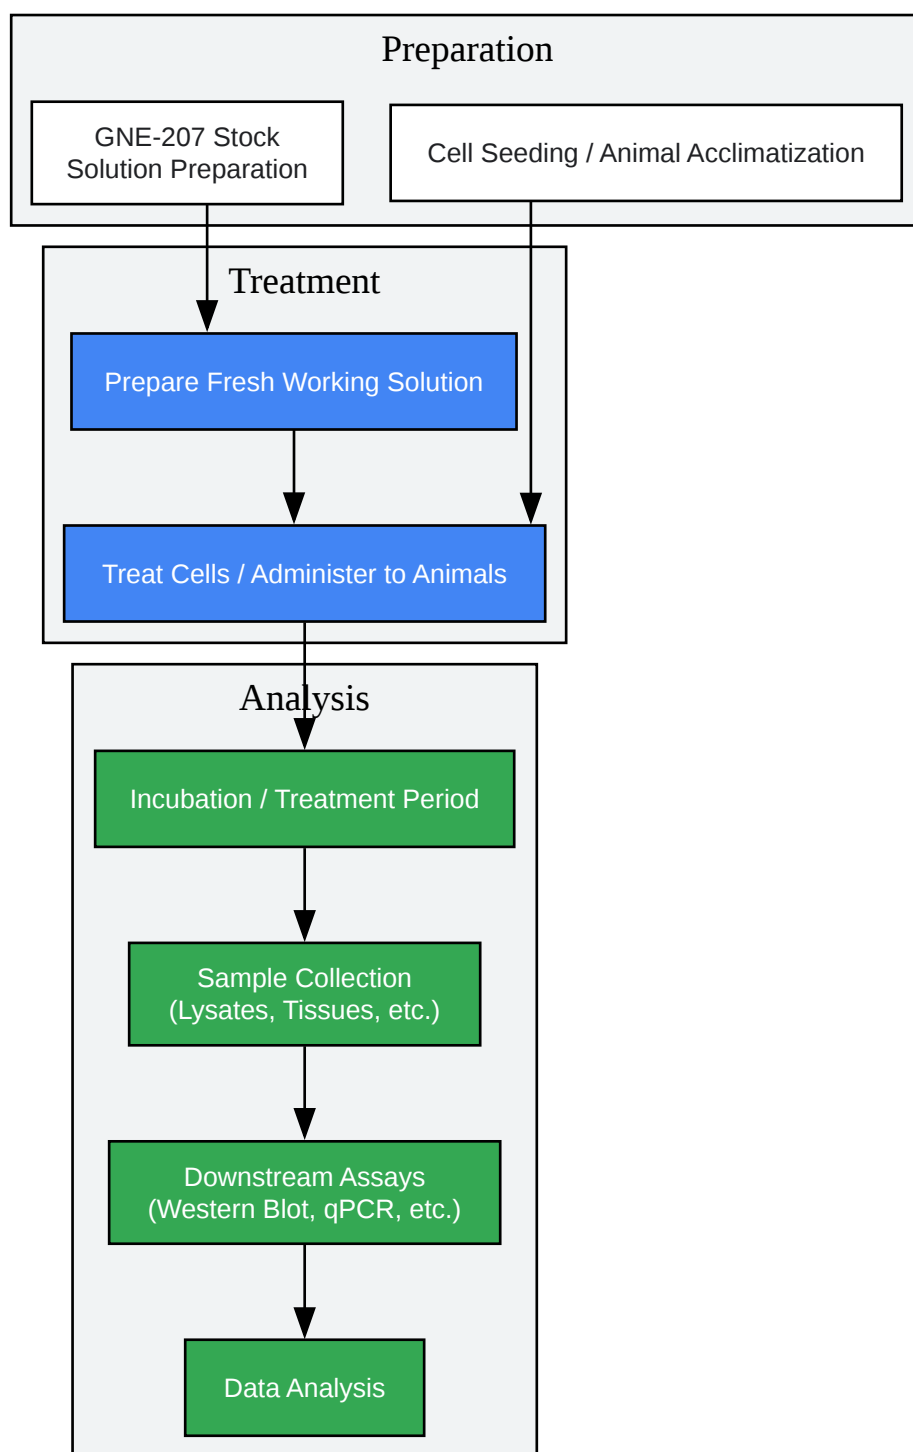 Preparation
GNE-207 Stock
Solution Preparation
Cell Seeding / Animal Acclimatization
Treatment
Prepare Fresh Working Solution
Treat Cells / Administer to Animals
Analysis
Incubation / Treatment Period
Sample Collection
(Lysates, Tissues, etc.)
Downstream Assays
(Western Blot, qPCR, etc.)
Data Analysis